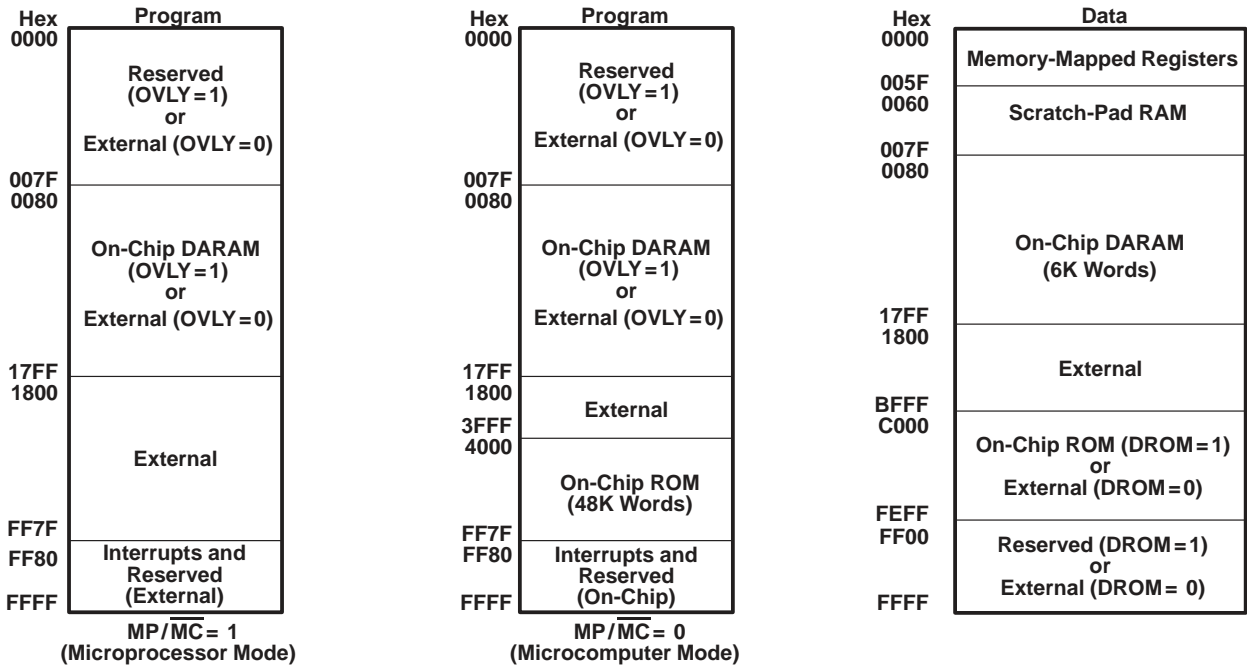 Hex Program
0000
Reserved
(OVLY = 1)
or
External (OVLY = 0)
007F
0080
On-Chip DARAM
(OVLY = 1)
or
External (OVLY = 0)
17FF
1800
External
FF7F
FF80
Interrupts and
Reserved
(External)
FFFF
MP/M̅C̅ = 1
(Microprocessor Mode)
Hex Program
0000
Reserved
(OVLY = 1)
or
External (OVLY = 0)
007F
0080
On-Chip DARAM
(OVLY = 1)
or
External (OVLY = 0)
17FF
1800
External
3FFF
4000
On-Chip ROM
(48K Words)
FF7F
FF80
Interrupts and
Reserved
(On-Chip)
FFFF
MP/M̅C̅ = 0
(Microcomputer Mode)
Hex Data
0000
Memory-Mapped Registers
005F
0060
Scratch-Pad RAM
007F
0080
On-Chip DARAM
(6K Words)
17FF
1800
External
BFFF
C000
On-Chip ROM (DROM = 1)
or
External (DROM = 0)
FEFF
FF00
Reserved (DROM = 1)
or
External (DROM = 0)
FFFF